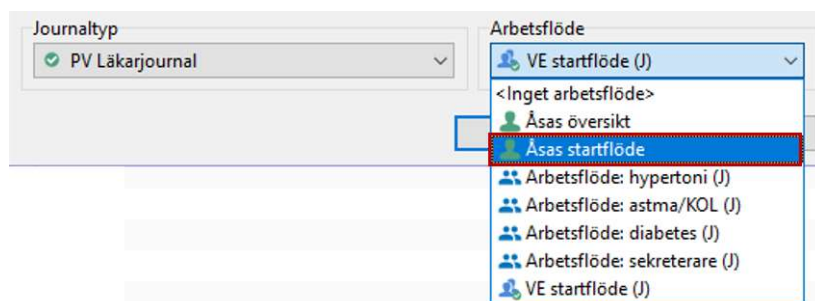 Journaltyp
PV Läkarjournal
Arbetsflöde
VE startflöde (J)
<Inget arbetsflöde>
Åsas översikt
Åsas startflöde
Arbetsflöde: hypertoni (J)
Arbetsflöde: astma/KOL (J)
Arbetsflöde: diabetes (J)
Arbetsflöde: sekreterare (J)
VE startflöde (J)